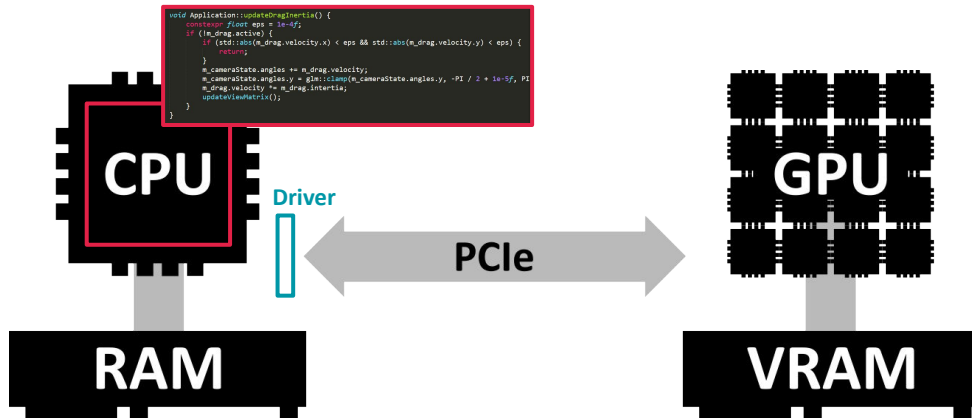 void Application::updateDragInertia() {
constexpr float eps = 1e-4f;
if (!m_drag.active) {
if (std::abs(m_drag.velocity.x) < eps && std::abs(m_drag.velocity.y) < eps) {
return;
}
m_cameraState.angles += m_drag.velocity;
m_cameraState.angles.y = glm::clamp(m_cameraState.angles.y, -PI / 2 + 1e-5f, PI
m_drag.velocity *= m_drag.intertia;
updateViewMatrix();
}
}
CPU
GPU
Driver
PCIe
RAM
VRAM